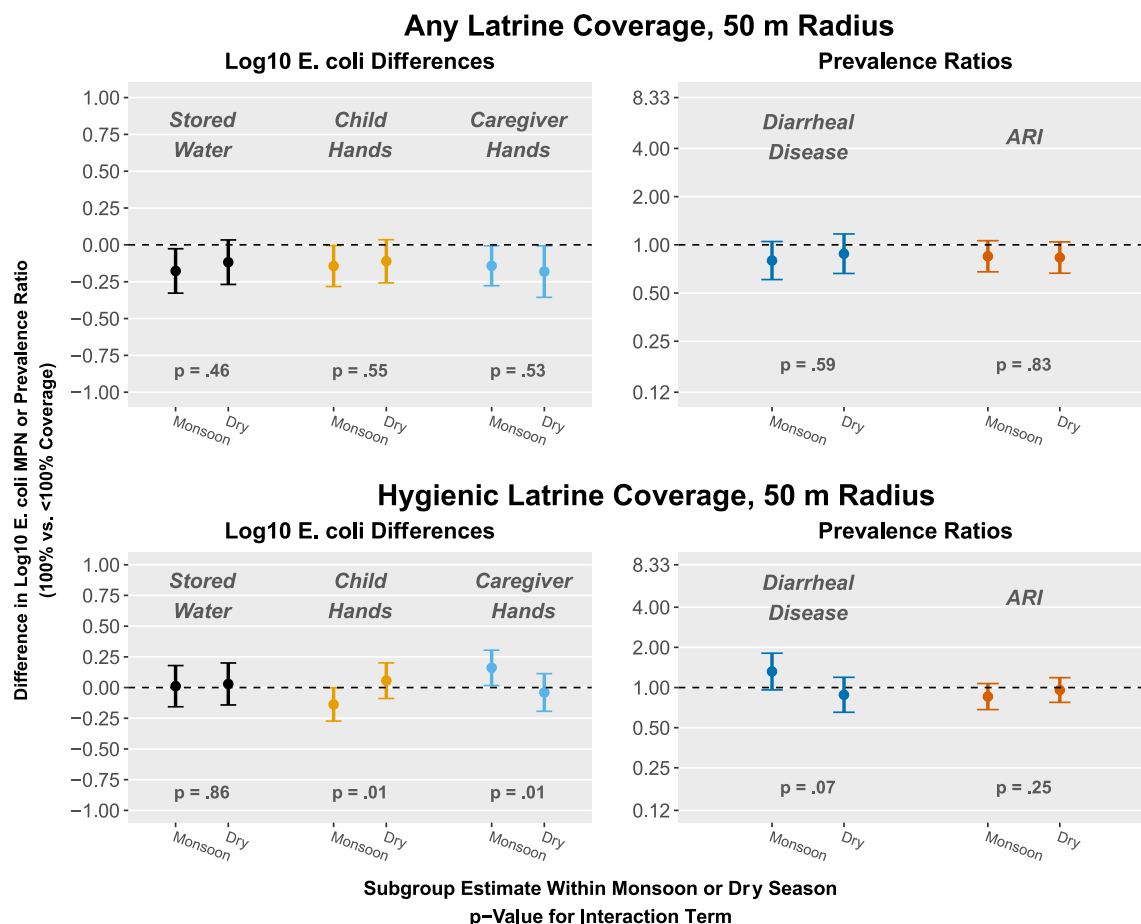 Any Latrine Coverage, 50 m Radius
Log10 E. coli Differences
Prevalence Ratios
1.00
0.75
0.50
0.25
0.00
−0.25
−0.50
−0.75
−1.00
Stored
Water
Child
Hands
Caregiver
Hands
p = .46
p = .55
p = .53
Monsoon
Dry
Monsoon
Dry
Monsoon
Dry
8.33
4.00
2.00
1.00
0.50
0.25
0.12
Diarrheal
Disease
ARI
p = .59
p = .83
Monsoon
Dry
Monsoon
Dry
Difference in Log10 E. coli MPN or Prevalence Ratio
(100% vs. <100% Coverage)
Hygienic Latrine Coverage, 50 m Radius
Log10 E. coli Differences
Prevalence Ratios
1.00
0.75
0.50
0.25
0.00
−0.25
−0.50
−0.75
−1.00
Stored
Water
Child
Hands
Caregiver
Hands
p = .86
p = .01
p = .01
Monsoon
Dry
Monsoon
Dry
Monsoon
Dry
8.33
4.00
2.00
1.00
0.50
0.25
0.12
Diarrheal
Disease
ARI
p = .07
p = .25
Monsoon
Dry
Monsoon
Dry
Subgroup Estimate Within Monsoon or Dry Season
p−Value for Interaction Term